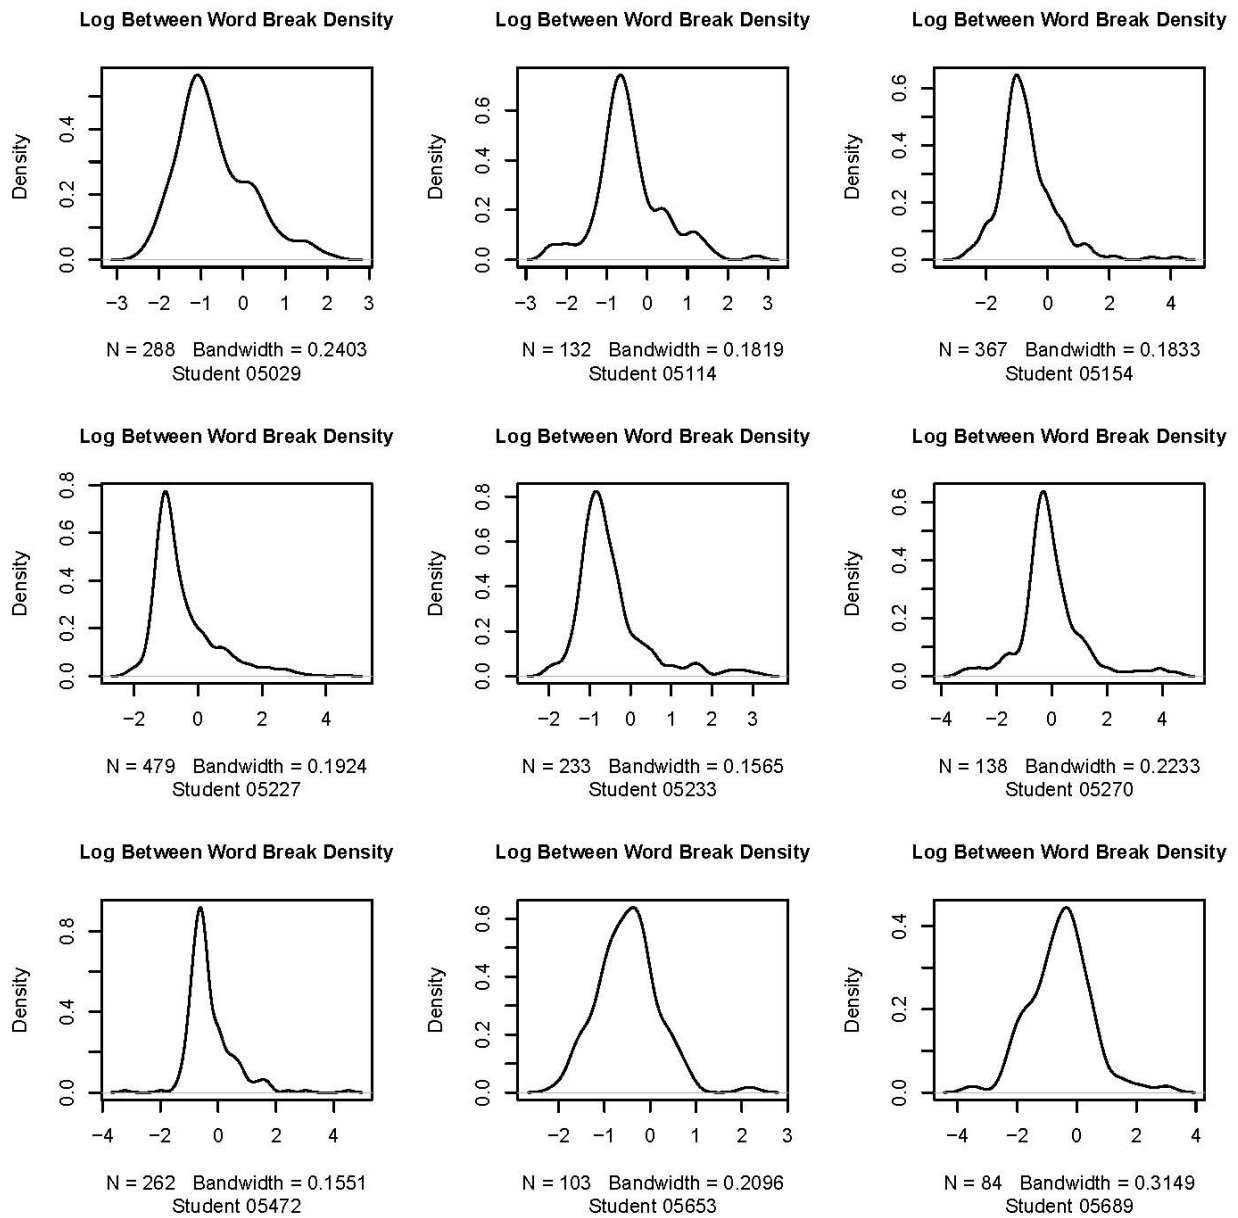 Log Between Word Break Density Log Between Word Break Density Log Between Word Break Density
Density
0.0 0.2 0.4
−3 −2 −1 0 1 2 3
N = 288 Bandwidth = 0.2403
Student 05029
Density
0.0 0.2 0.4 0.6
−3 −2 −1 0 1 2 3
N = 132 Bandwidth = 0.1819
Student 05114
Density
0.0 0.2 0.4 0.6
−2 0 2 4
N = 367 Bandwidth = 0.1833
Student 05154
Log Between Word Break Density Log Between Word Break Density Log Between Word Break Density
Density
0.0 0.2 0.4 0.6 0.8
−2 0 2 4
N = 479 Bandwidth = 0.1924
Student 05227
Density
0.0 0.2 0.4 0.6 0.8
−2 −1 0 1 2 3
N = 233 Bandwidth = 0.1565
Student 05233
Density
0.0 0.2 0.4 0.6
−4 −2 0 2 4
N = 138 Bandwidth = 0.2233
Student 05270
Log Between Word Break Density Log Between Word Break Density Log Between Word Break Density
Density
0.0 0.4 0.8
−4 −2 0 2 4
N = 262 Bandwidth = 0.1551
Student 05472
Density
0.0 0.2 0.4 0.6
−2 −1 0 1 2 3
N = 103 Bandwidth = 0.2096
Student 05653
Density
0.0 0.2 0.4
−4 −2 0 2 4
N = 84 Bandwidth = 0.3149
Student 05689